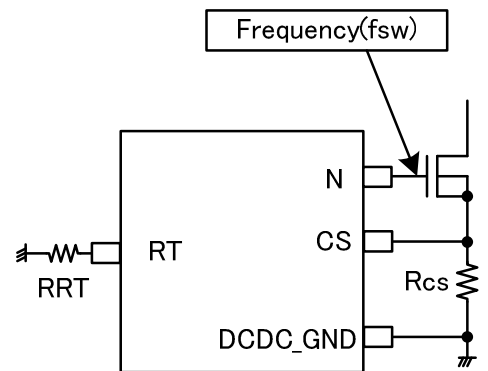 Frequency(fsw)
N
RT
CS
RRT
Rcs
DCDC_GND